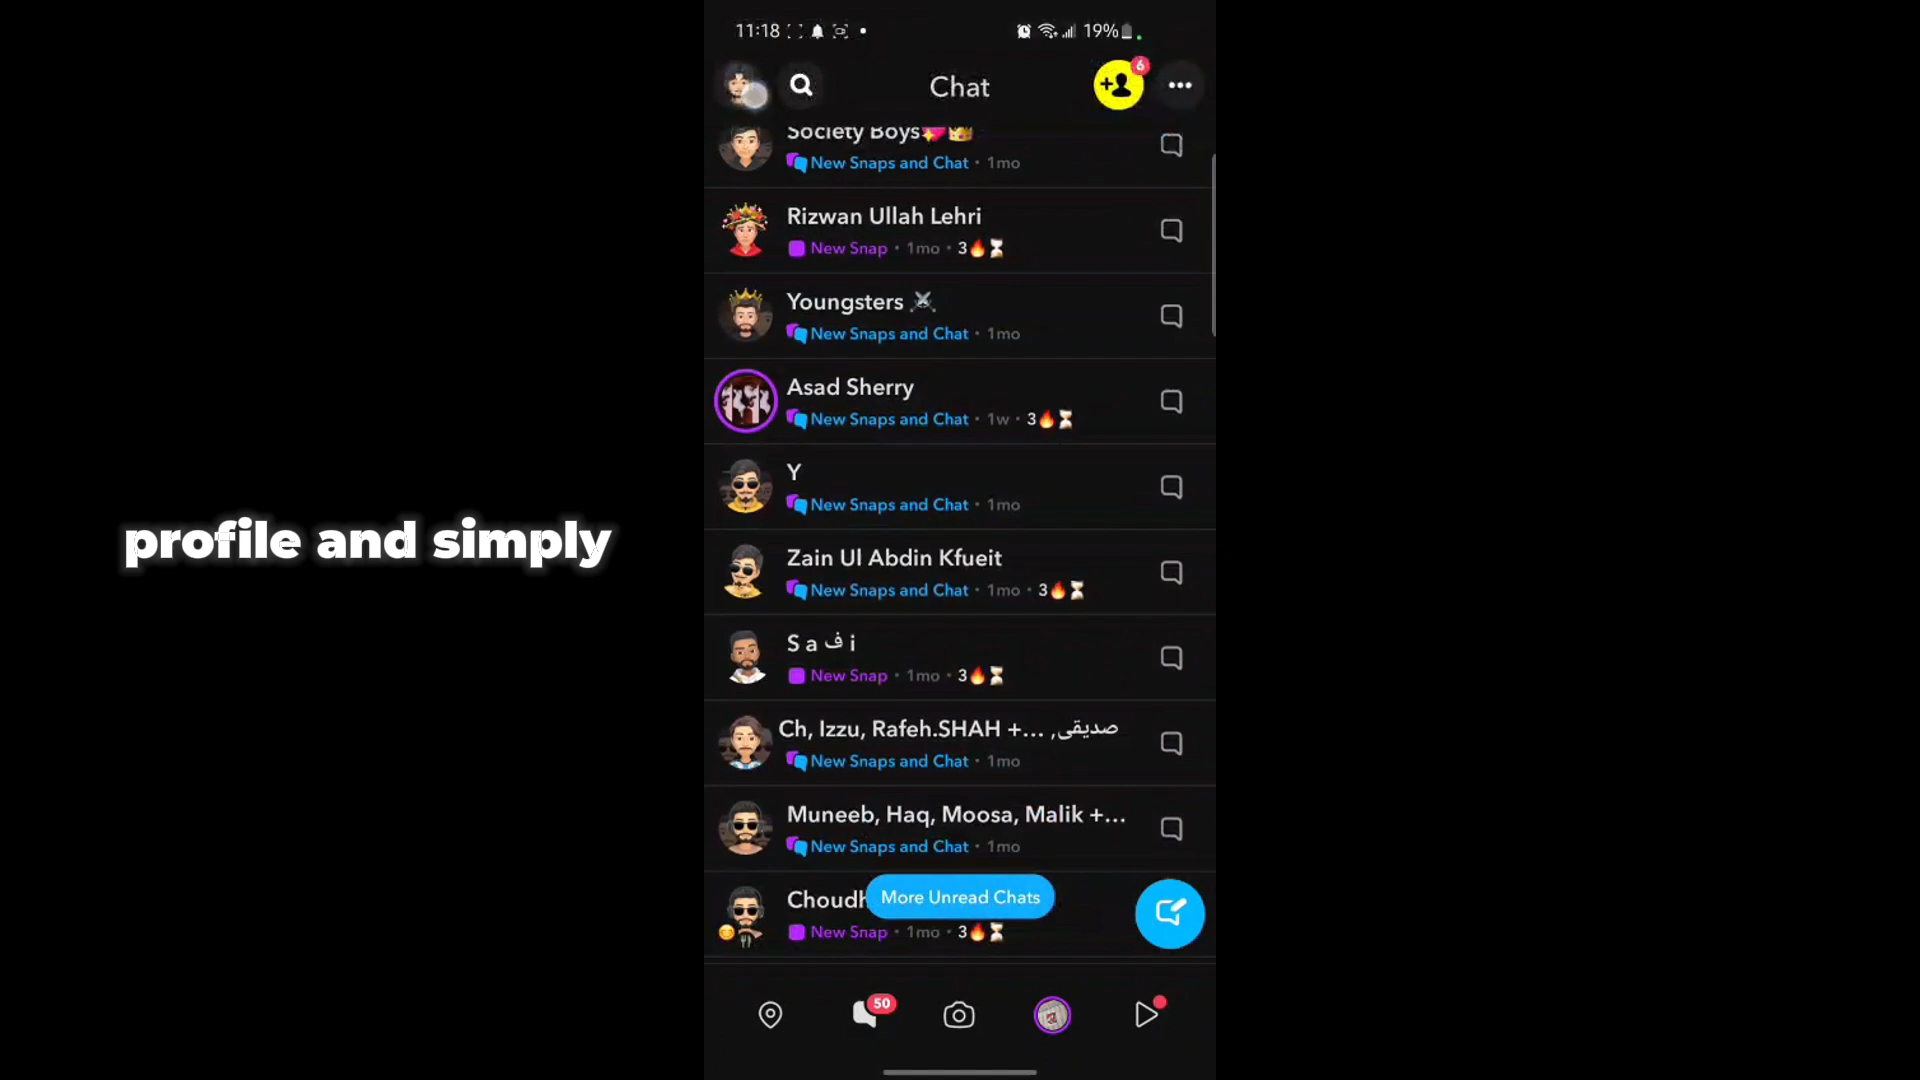 11:18
19%
6
Chat
Society Boys💖👑
New Snaps and Chat · 1mo
Rizwan Ullah Lehri
New Snap · 1mo · 3🔥⌛
Youngsters ⚔️
New Snaps and Chat · 1mo
Asad Sherry
New Snaps and Chat · 1w · 3🔥⌛
Y
New Snaps and Chat · 1mo
profile and simply
Zain Ul Abdin Kfueit
New Snaps and Chat · 1mo · 3🔥⌛
S a ف i
New Snap · 1mo · 3🔥⌛
Ch, Izzu, Rafeh.SHAH +... ,صديقى
New Snaps and Chat · 1mo
Muneeb, Haq, Moosa, Malik +...
New Snaps and Chat · 1mo
Choudh
More Unread Chats
New Snap · 1mo · 3🔥⌛
50